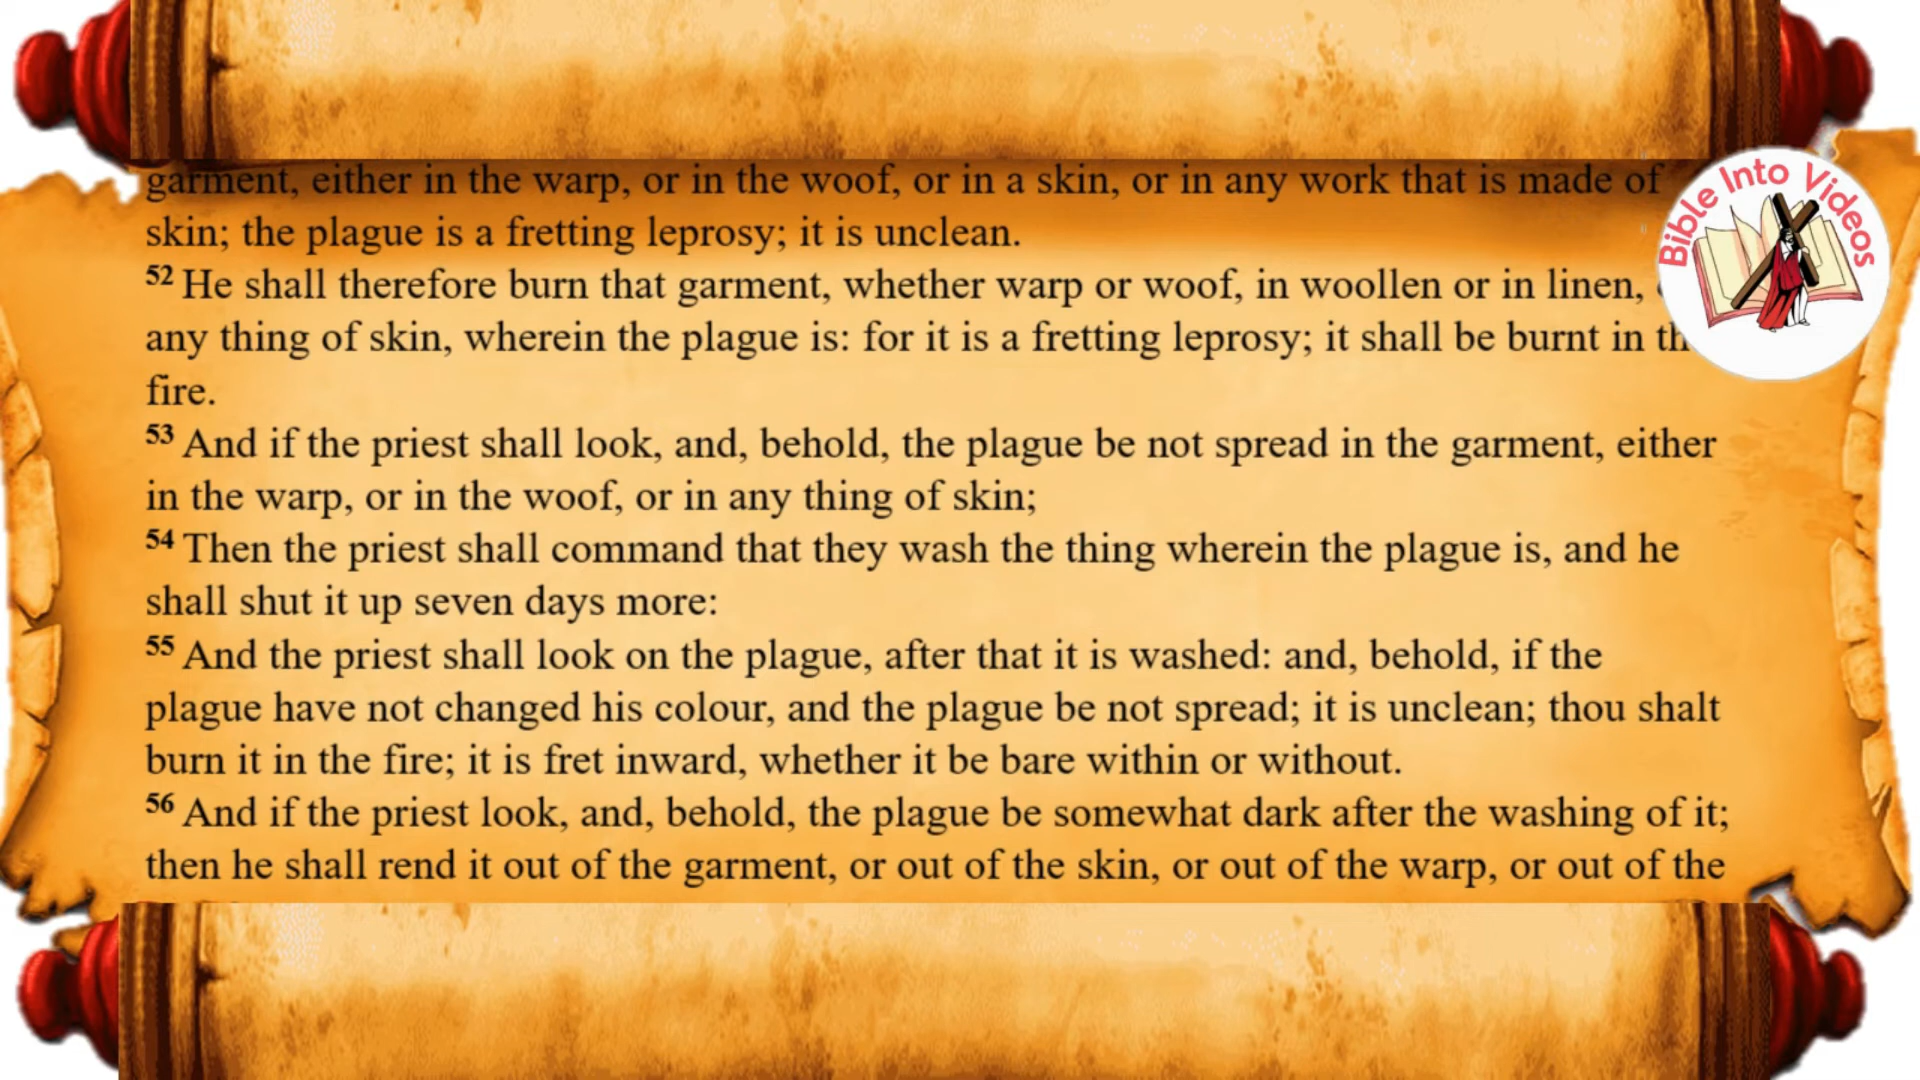 garment, either in the warp, or in the woof, or in a skin, or in any work that is made of
skin; the plague is a fretting leprosy; it is unclean.
52 He shall therefore burn that garment, whether warp or woof, in woollen or in linen,
any thing of skin, wherein the plague is: for it is a fretting leprosy; it shall be burnt in th
fire.
53 And if the priest shall look, and, behold, the plague be not spread in the garment, either
in the warp, or in the woof, or in any thing of skin;
54 Then the priest shall command that they wash the thing wherein the plague is, and he
shall shut it up seven days more:
55 And the priest shall look on the plague, after that it is washed: and, behold, if the
plague have not changed his colour, and the plague be not spread; it is unclean; thou shalt
burn it in the fire; it is fret inward, whether it be bare within or without.
56 And if the priest look, and, behold, the plague be somewhat dark after the washing of it;
then he shall rend it out of the garment, or out of the skin, or out of the warp, or out of the
Bible Into Videos